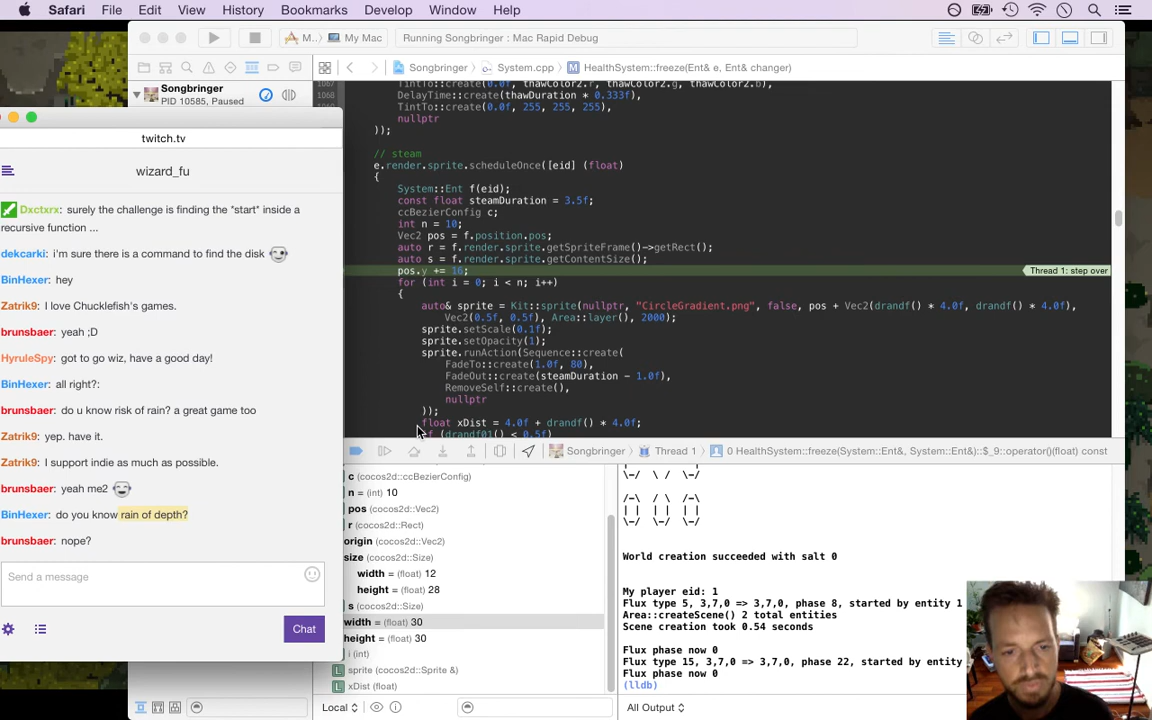 Safari File Edit View History Bookmarks Develop Window Help
M.. My Mac
Running Songbringer : Mac Rapid Debug
Songbringer
PID 10585, Paused
Songbringer System.cpp HealthSystem::freeze(Ent& e, Ent& changer)
twitch.tv
wizard_fu
Dxctxrx: surely the challenge is finding the *start* inside a
recursive function ...
dekcarki: i'm sure there is a command to find the disk
BinHexer: hey
Zatrik9: I love Chucklefish's games.
brunsbaer: yeah ;D
HyruleSpy: got to go wiz, have a good day!
BinHexer: all right?:
brunsbaer: do u know risk of rain? a great game too
Zatrik9: yep. have it.
Zatrik9: I support indie as much as possible.
brunsbaer: yeah me2
BinHexer: do you know rain of depth?
brunsbaer: nope?
Send a message
Chat
1067
1068
1069
TintTo::create(0.0f, thawColor2.r, thawColor2.g, thawColor2.b),
DelayTime::create(thawDuration * 0.333f),
TintTo::create(0.0f, 255, 255, 255),
nullptr
));
// steam
e.render.sprite.scheduleOnce([eid] (float)
{
System::Ent f(eid);
const float steamDuration = 3.5f;
ccBezierConfig c;
int n = 10;
Vec2 pos = f.position.pos;
auto r = f.render.sprite.getSpriteFrame()->getRect();
auto s = f.render.sprite.getContentSize();
pos.y += 16;
Thread 1: step over
for (int i = 0; i < n; i++)
{
auto& sprite = Kit::sprite(nullptr, "CircleGradient.png", false, pos + Vec2(drandf() * 4.0f, drandf() * 4.0f),
Vec2(0.5f, 0.5f), Area::layer(), 2000);
sprite.setScale(0.1f);
sprite.setOpacity(1);
sprite.runAction(Sequence::create(
FadeTo::create(1.0f, 80),
FadeOut::create(steamDuration - 1.0f),
RemoveSelf::create(),
nullptr
));
float xDist = 4.0f + drandf() * 4.0f;
if (drandf01() < 0.5f)
Songbringer Thread 1 0 HealthSystem::freeze(System::Ent&, System::Ent&)::$_9::operator()(float) const
c (cocos2d::ccBezierConfig)
n = (int) 10
pos (cocos2d::Vec2)
r (cocos2d::Rect)
origin (cocos2d::Vec2)
size (cocos2d::Size)
width = (float) 12
height = (float) 28
s (cocos2d::Size)
width = (float) 30
height = (float) 30
i (int)
L sprite (cocos2d::Sprite &)
L xDist (float)
Local
\-/ \ / \-/
/-\ / \ /-\
| | | | | |
\-/ \-/ \-/
World creation succeeded with salt 0
My player eid: 1
Flux type 5, 3,7,0 => 3,7,0, phase 8, started by entity 1
Area::createScene() 2 total entities
Scene creation took 0.54 seconds
Flux phase now 0
Flux type 15, 3,7,0 => 3,7,0, phase 22, started by entity
Flux phase now 0
(lldb)
All Output